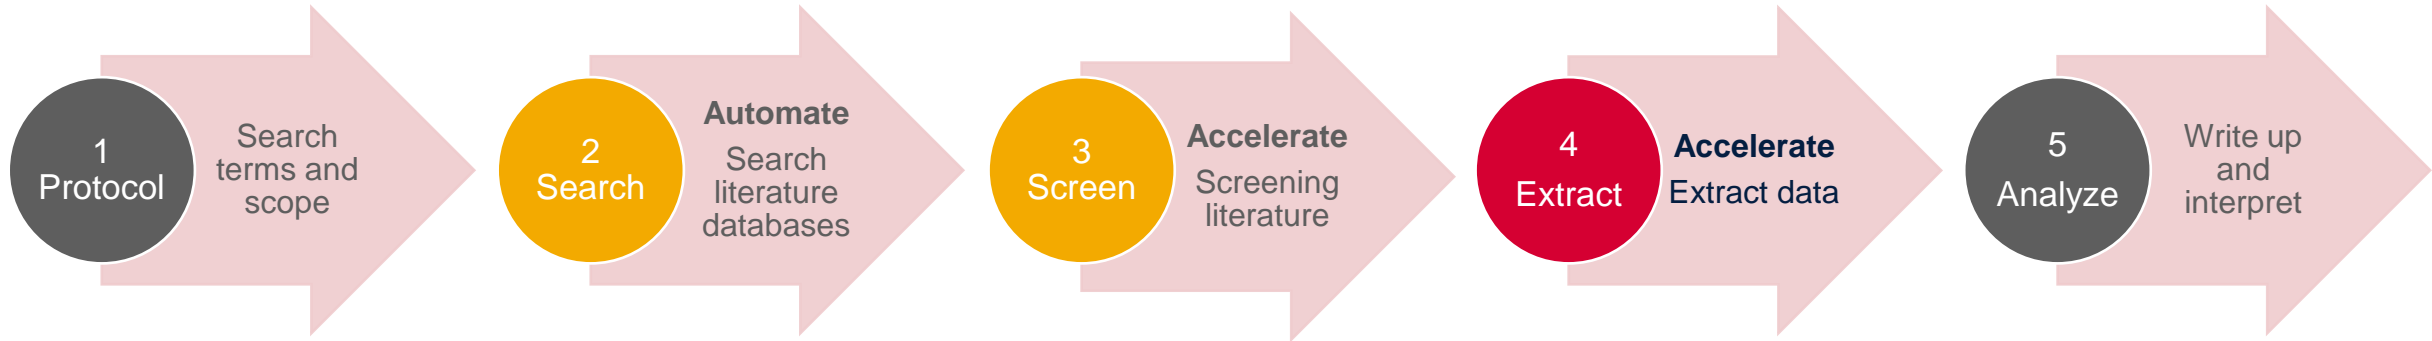 1
Protocol
Search
terms and
scope
2
Search
Automate
Search
literature
databases
3
Screen
Accelerate
Screening
literature
4
Extract
Accelerate
Extract data
5
Analyze
Write up
and
interpret